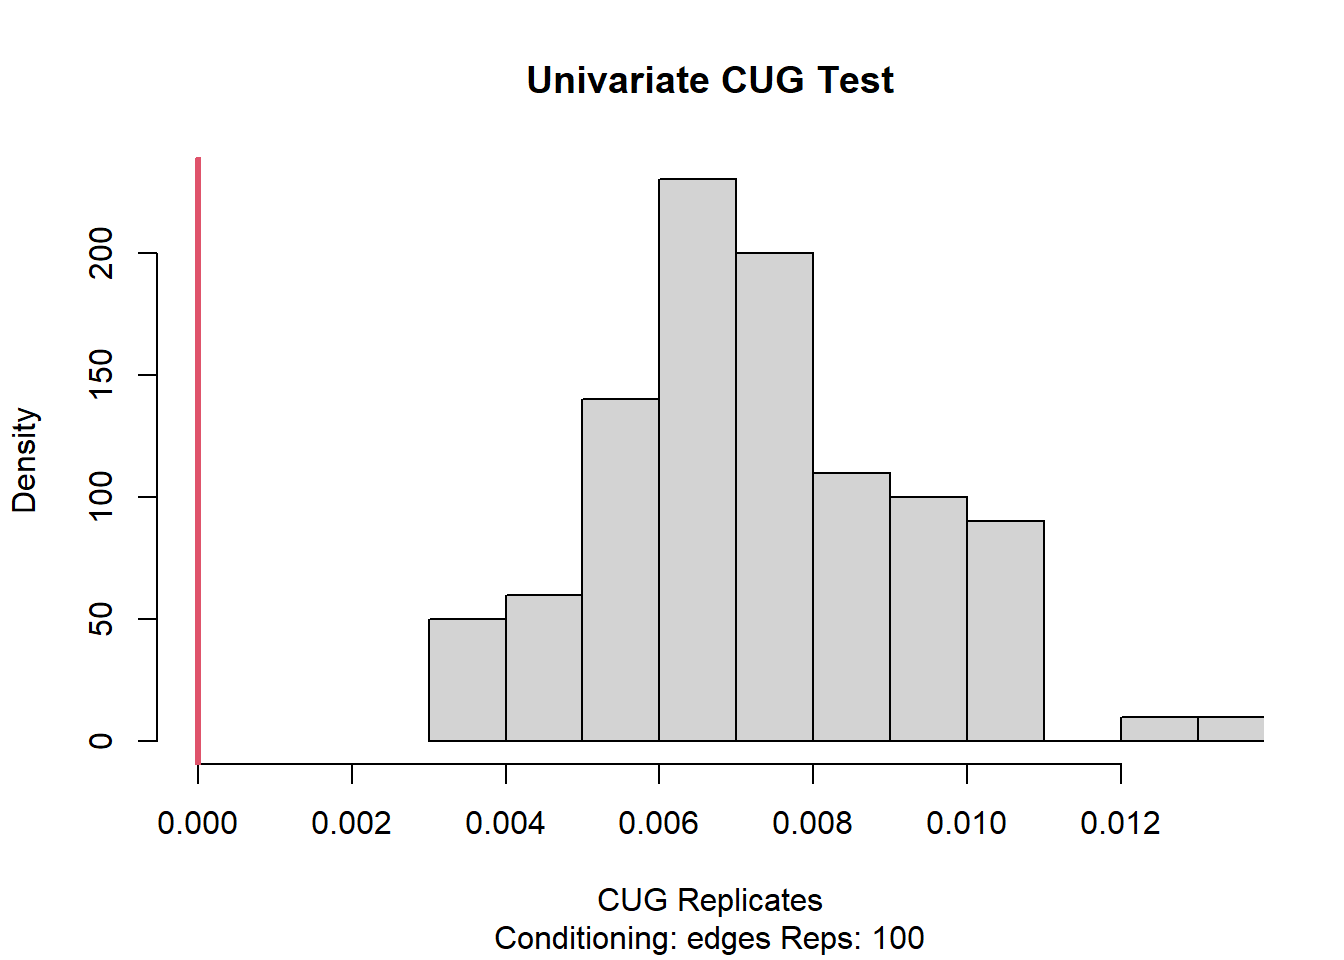 Univariate CUG Test
Density
200
150
100
50
0
0.000 0.002 0.004 0.006 0.008 0.010 0.012
CUG Replicates
Conditioning: edges Reps: 100